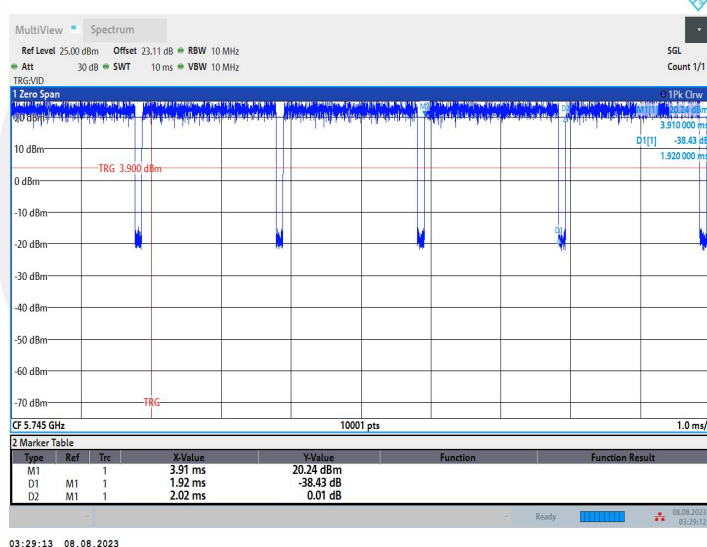 MultiView Spectrum
Ref Level 25.00 dBm Offset 23.11 dB RBW 10 MHz SGL
Att 30 dB SWT 10 ms VBW 10 MHz Count 1/1
TRG:VID
1 Zero Span 1Pk Clrw
20 dBm M1 D2 M1[1] 20.24 dBm
3.910 000 ms
10 dBm D1[1] -38.43 dB
1.920 000 ms
TRG 3.900 dBm
0 dBm
-10 dBm
D1
-20 dBm
-30 dBm
-40 dBm
-50 dBm
-60 dBm
-70 dBm TRG
CF 5.745 GHz 10001 pts 1.0 ms/
2 Marker Table
Type Ref Trc X-Value Y-Value Function Function Result
M1 1 3.91 ms 20.24 dBm
D1 M1 1 1.92 ms -38.43 dB
D2 M1 1 2.02 ms 0.01 dB
Ready 08.08.2023
03:29:12
03:29:13 08.08.2023